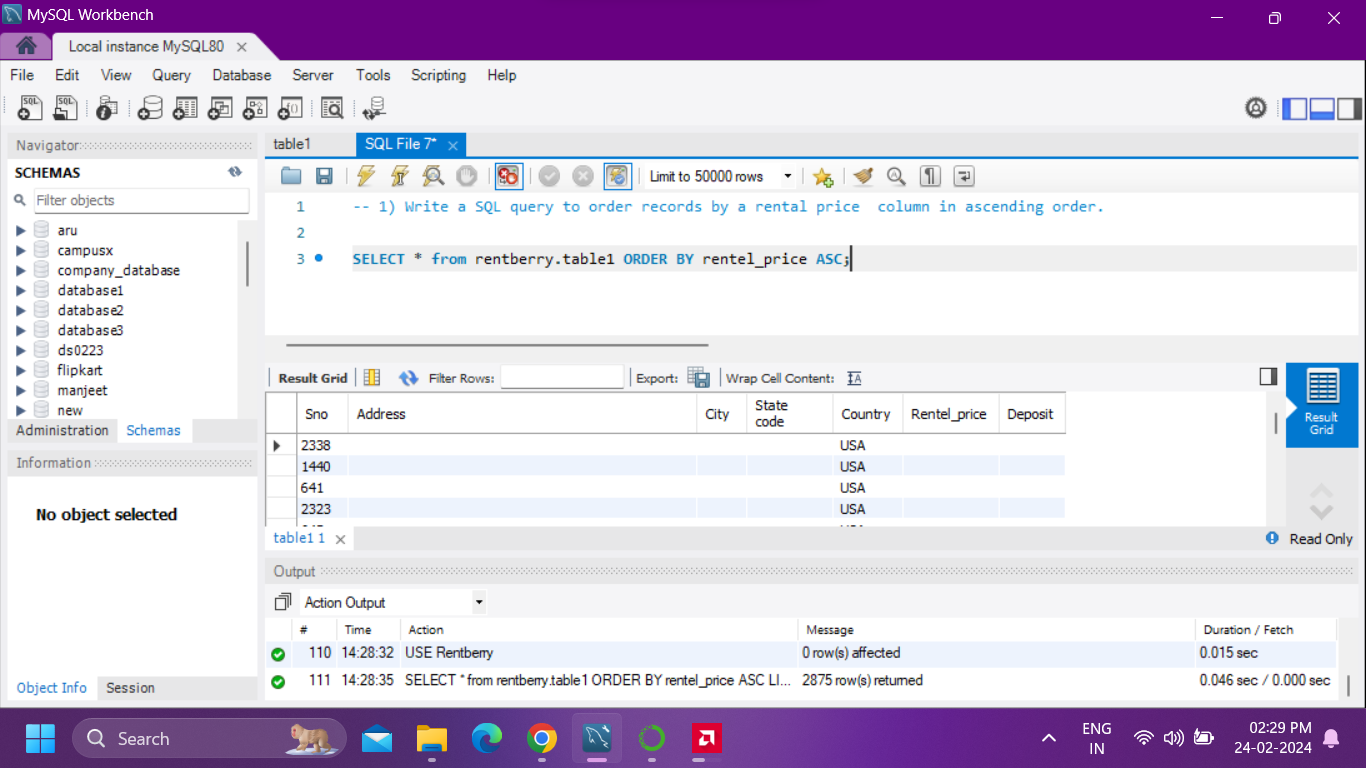 MySQL Workbench
Local instance MySQL80
File Edit View Query Database Server Tools Scripting Help
SQL SQL
Navigator
SCHEMAS
Filter objects
aru
campusx
company_database
database1
database2
database3
ds0223
flipkart
manjeet
new
Administration Schemas
Information
No object selected
Object Info Session
table1 SQL File 7*
Limit to 50000 rows
1 -- 1) Write a SQL query to order records by a rental price  column in ascending order.
2
3 SELECT * from rentberry.table1 ORDER BY rentel_price ASC;
Result Grid Filter Rows: Export: Wrap Cell Content: IA
Sno Address City State code Country Rentel_price Deposit
2338 USA
1440 USA
641 USA
2323 USA
Result Grid
table1 1 Read Only
Output
Action Output
# Time Action Message Duration / Fetch
110 14:28:32 USE Rentberry 0 row(s) affected 0.015 sec
111 14:28:35 SELECT * from rentberry.table1 ORDER BY rentel_price ASC LI... 2875 row(s) returned 0.046 sec / 0.000 sec
Search
ENG IN
02:29 PM
24-02-2024